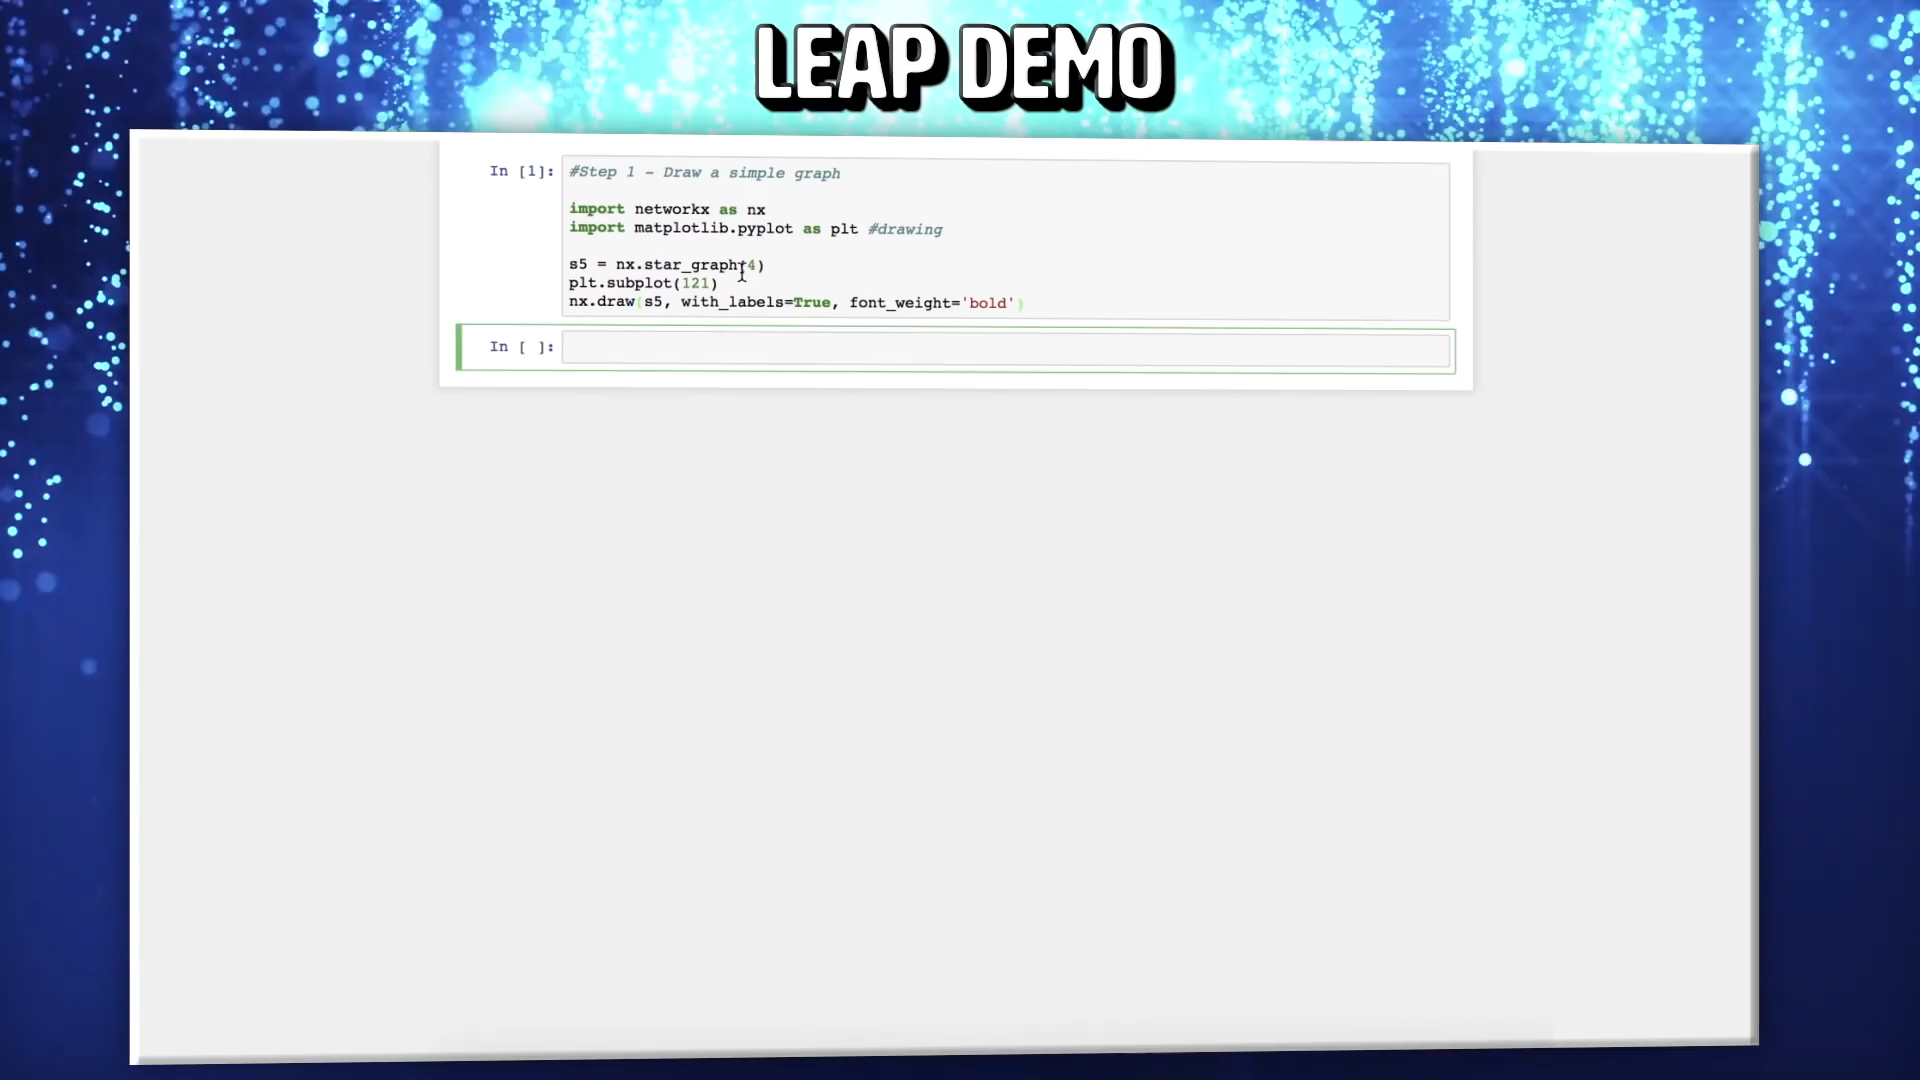 LEAP DEMO
In [1]:
#Step 1 - Draw a simple graph
import networkx as nx
import matplotlib.pyplot as plt #drawing
s5 = nx.star_graph(4)
plt.subplot(121)
nx.draw(s5, with_labels=True, font_weight='bold')
In [ ]: